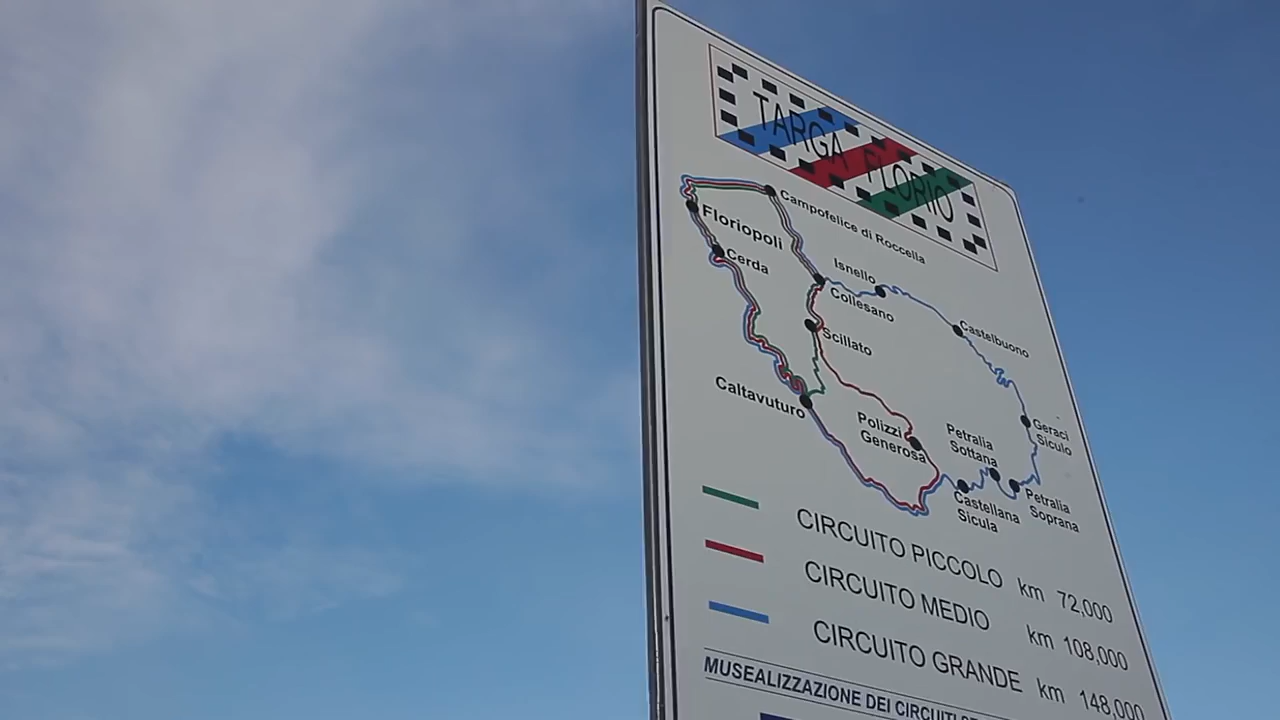 TARGA FLORIO
Campofelice di Roccella
Floriopoli
Cerda
Isnello
Collesano
Castelbuono
Scillato
Caltavuturo
Polizzi
Generosa
Petralia
Sottana
Geraci
Siculo
Castellana
Sicula
Petralia
Soprana
CIRCUITO PICCOLO km 72,000
CIRCUITO MEDIO km 108,000
CIRCUITO GRANDE km 148,000
MUSEALIZZAZIONE DEI CIRCUITI